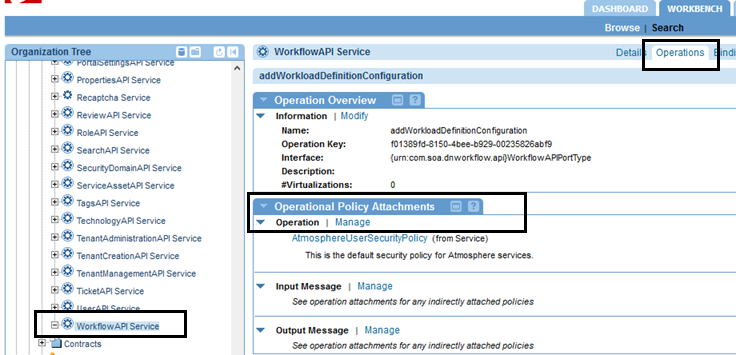 DASHBOARD WORKBENCH
Browse | Search
Organization Tree
PortalSettingsAPI Service
PropertiesAPI Service
Recaptcha Service
ReviewAPI Service
RoleAPI Service
SearchAPI Service
SecurityDomainAPI Service
ServiceAssetAPI Service
TagsAPI Service
TechnologyAPI Service
TenantAdministrationAPI Service
TenantCreationAPI Service
TenantManagementAPI Service
TicketAPI Service
UserAPI Service
WorkflowAPI Service
Contracts
WorkflowAPI Service
Details Operations
addWorkloadDefinitionConfiguration
Operation Overview
Information | Modify
Name: addWorkloadDefinitionConfiguration
Operation Key: f01389fd-8150-4bee-b929-00235826abf9
Interface: {urn:com.soa.dnworkflow.api}WorkflowAPIPortType
Description:
#Virtualizations: 0
Operational Policy Attachments
Operation | Manage
AtmosphereUserSecurityPolicy (from Service)
This is the default security policy for Atmosphere services.
Input Message | Manage
See operation attachments for any indirectly attached policies
Output Message | Manage
See operation attachments for any indirectly attached policies